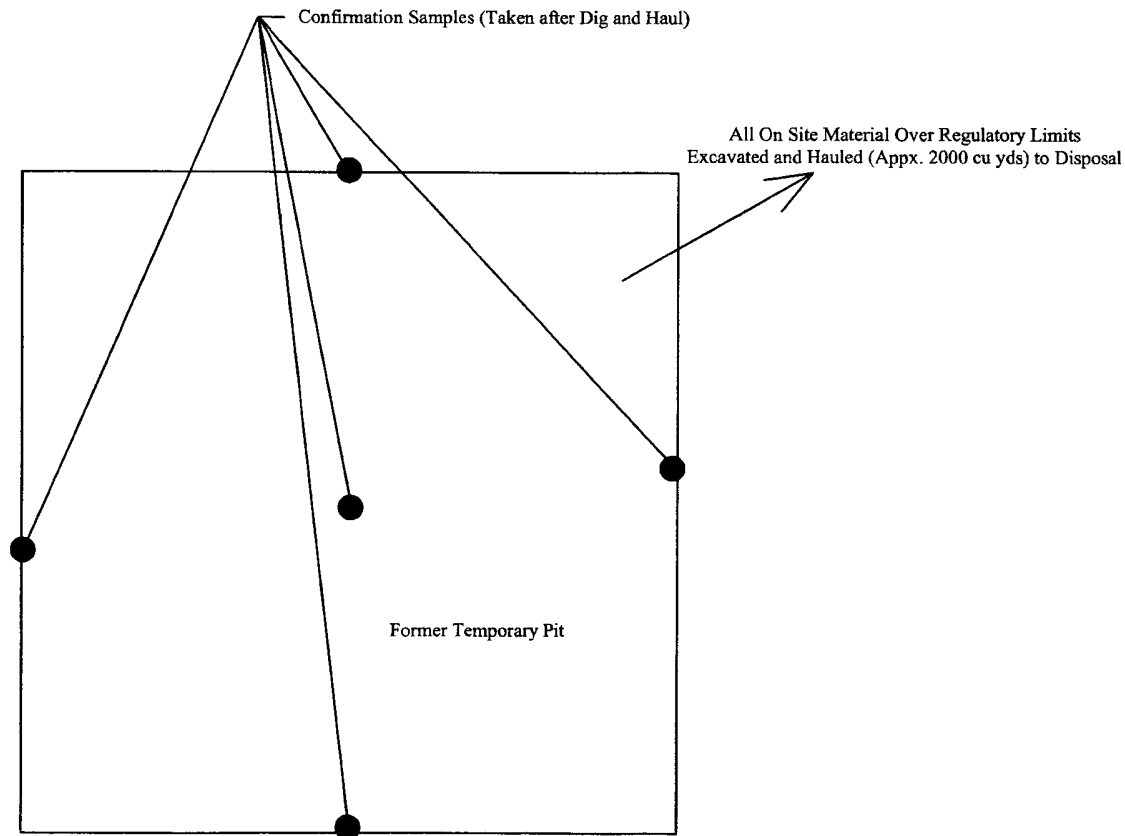 Confirmation Samples (Taken after Dig and Haul)
All On Site Material Over Regulatory Limits
Excavated and Hauled (Appx. 2000 cu yds) to Disposal
Former Temporary Pit